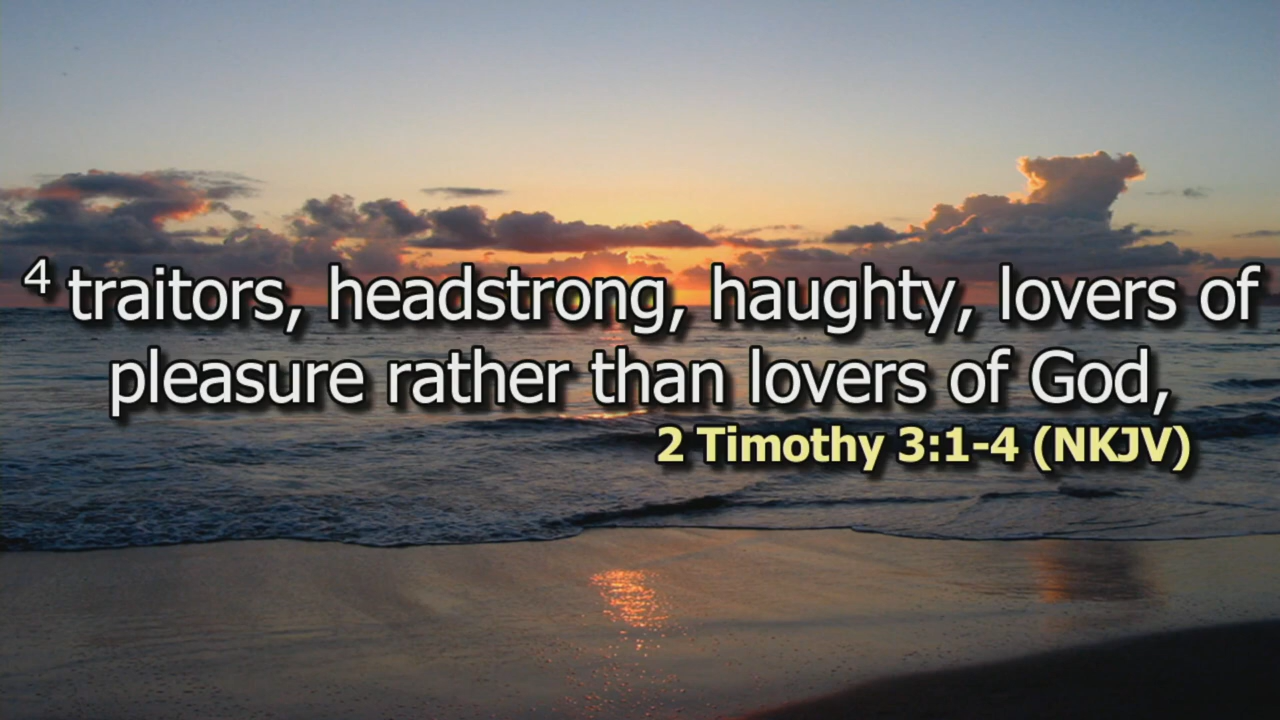 4 traitors, headstrong, haughty, lovers of
pleasure rather than lovers of God,
2 Timothy 3:1-4 (NKJV)